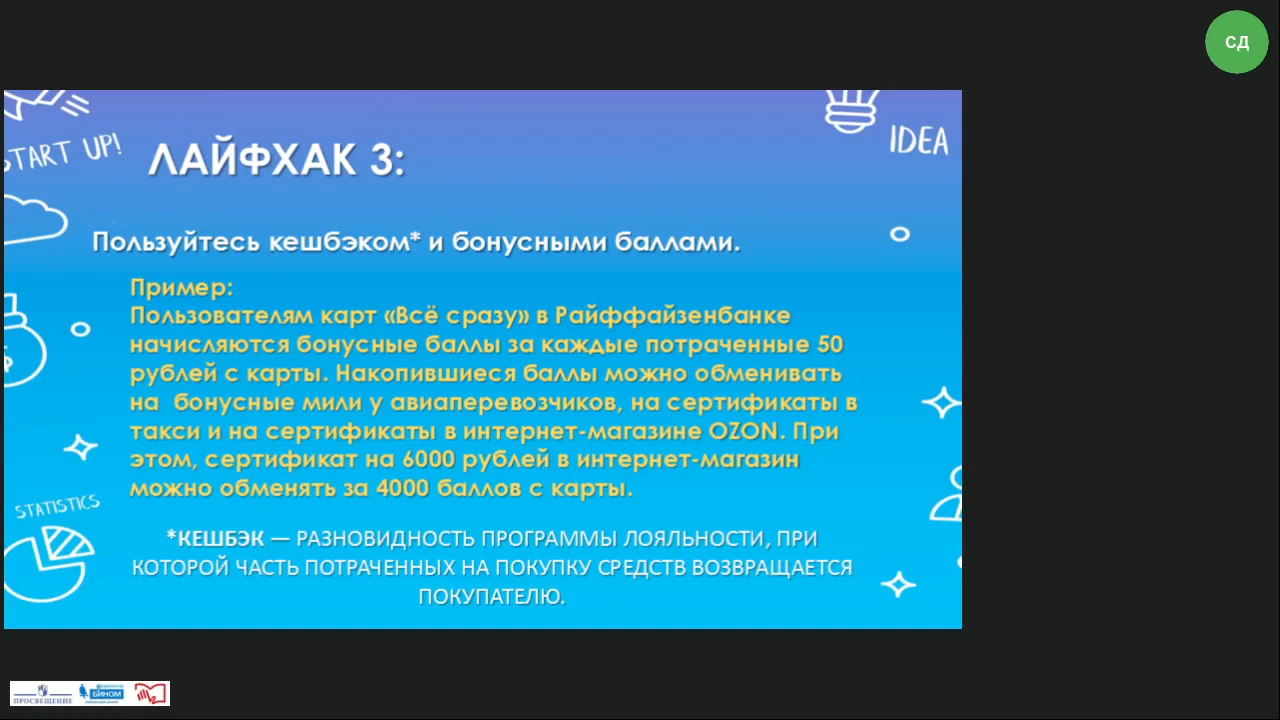 СД
START UP!
IDEA
ЛАЙФХАК 3:
Пользуйтесь кешбэком* и бонусными баллами.
Пример:
Пользователям карт «Всё сразу» в Райффайзенбанке
начисляются бонусные баллы за каждые потраченные 50
рублей с карты. Накопившиеся баллы можно обменивать
на бонусные мили у авиаперевозчиков, на сертификаты в
такси и на сертификаты в интернет-магазине OZON. При
этом, сертификат на 6000 рублей в интернет-магазин
можно обменять за 4000 баллов с карты.
STATISTICS
*КЕШБЭК — РАЗНОВИДНОСТЬ ПРОГРАММЫ ЛОЯЛЬНОСТИ, ПРИ
КОТОРОЙ ЧАСТЬ ПОТРАЧЕННЫХ НА ПОКУПКУ СРЕДСТВ ВОЗВРАЩАЕТСЯ
ПОКУПАТЕЛЮ.
ПРОСВЕЩЕНИЕ
БИНОМ